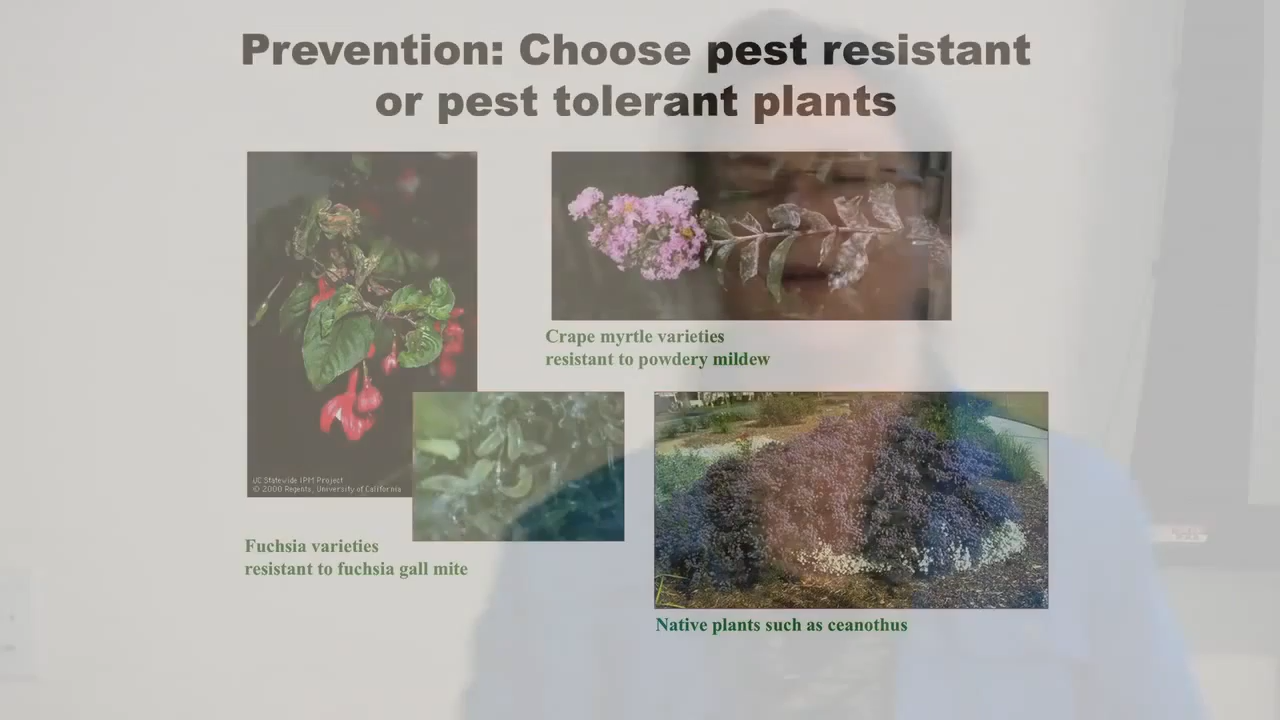 Prevention: Choose pest resistant
or pest tolerant plants
Crape myrtle varieties
resistant to powdery mildew
UC Statewide IPM Project
© 2000 Regents, University of California
Fuchsia varieties
resistant to fuchsia gall mite
Native plants such as ceanothus